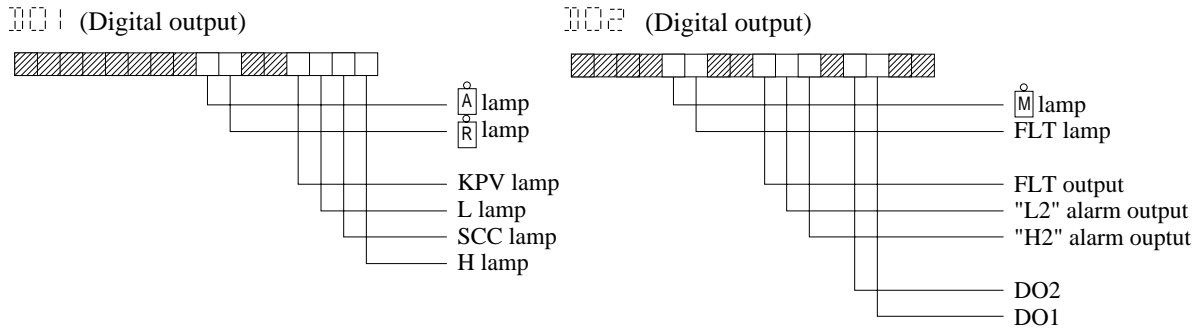 DO1 (Digital output)
A lamp
R lamp
KPV lamp
L lamp
SCC lamp
H lamp
DO2 (Digital output)
M lamp
FLT lamp
FLT output
"L2" alarm output
"H2" alarm ouptut
DO2
DO1